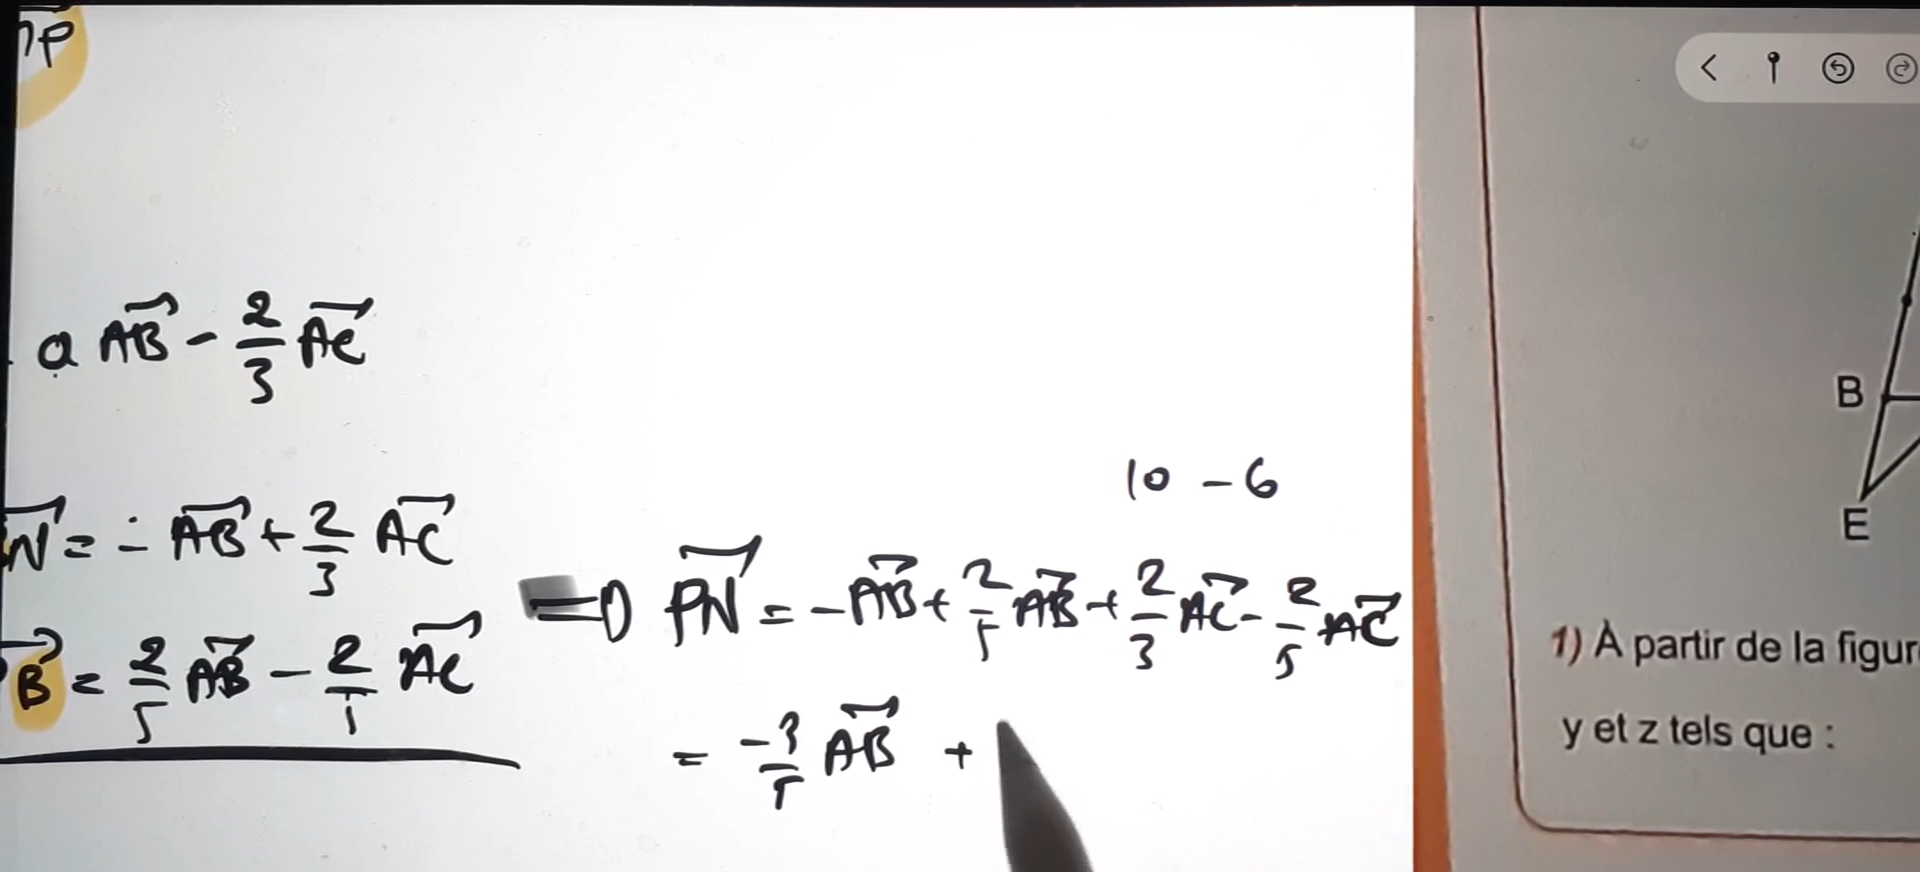 a AB⃗ - 2/3 AC⃗
N⃗ = - AB⃗ + 2/3 AC⃗
B⃗ = 2/5 AB⃗ - 2/5 AC⃗
10 - 6
PN⃗ = -AB⃗ + 2/5 AB⃗ + 2/3 AC⃗ - 2/5 AC⃗
= -3/5 AB⃗ +
B
E
1) À partir de la figur
y et z tels que :